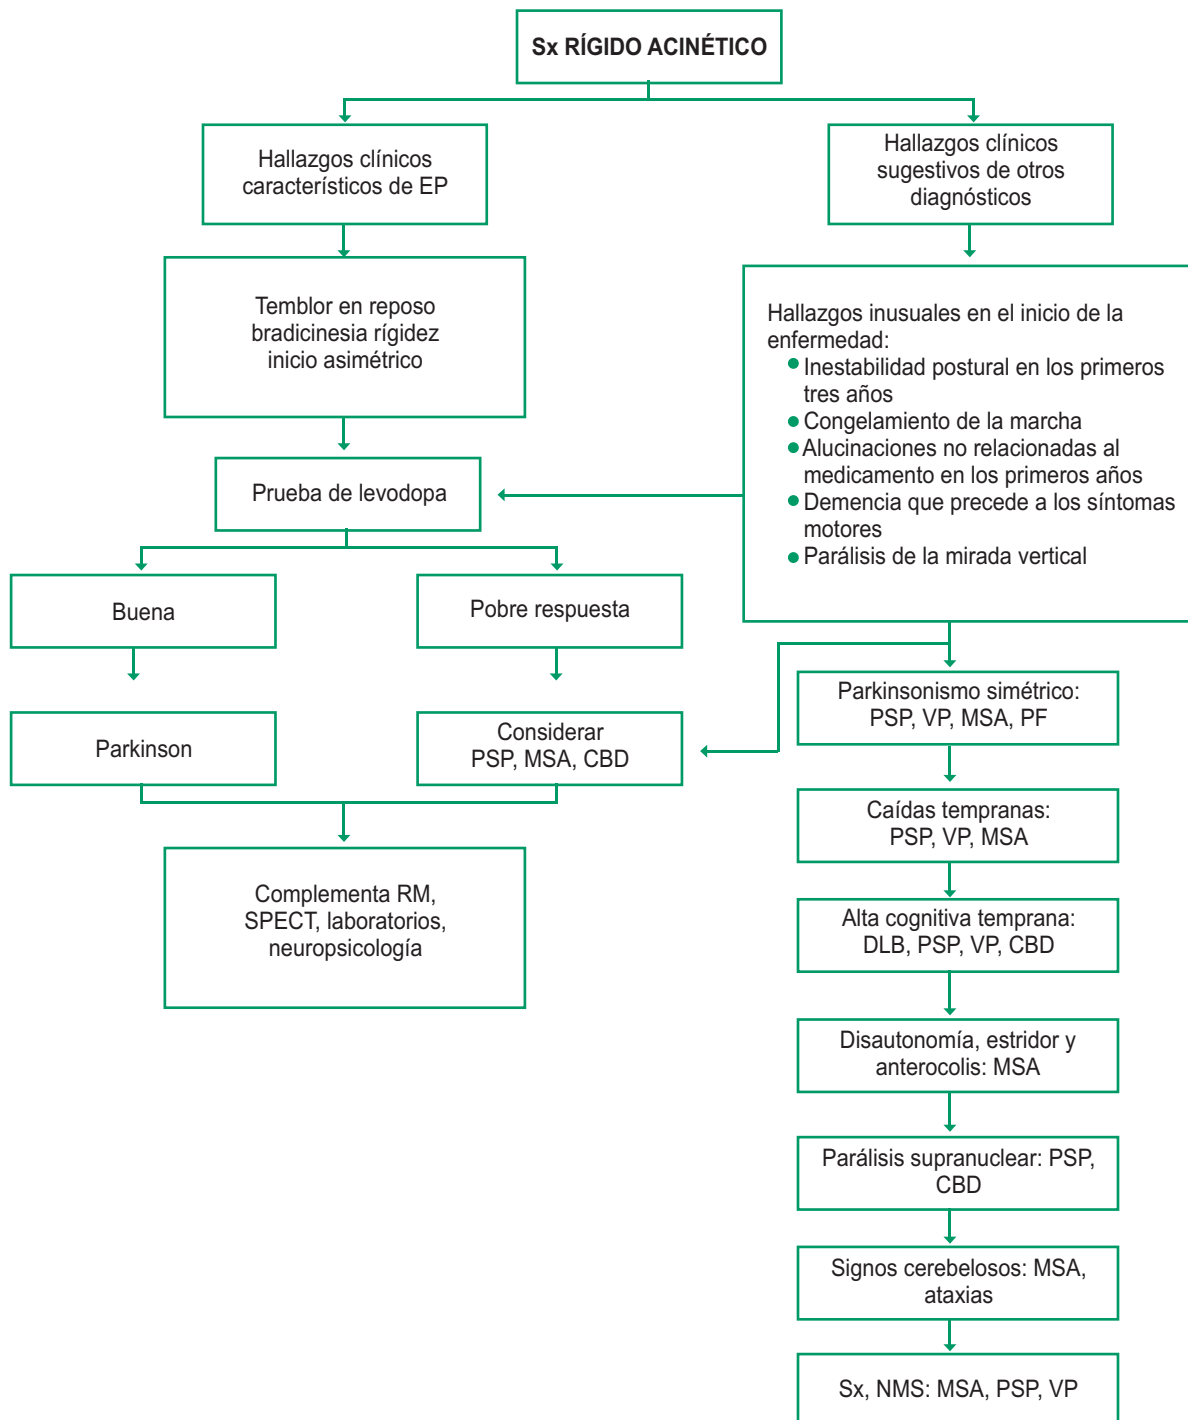 Sx RÍGIDO ACINÉTICO
Hallazgos clínicos
característicos de EP
Hallazgos clínicos
sugestivos de otros
diagnósticos
Temblor en reposo
bradicinesia rígidez
inicio asimétrico
Hallazgos inusuales en el inicio de la
enfermedad:
Inestabilidad postural en los primeros
tres años
Congelamiento de la marcha
Alucinaciones no relacionadas al
medicamento en los primeros años
Demencia que precede a los síntomas
motores
Parálisis de la mirada vertical
Prueba de levodopa
Buena
Pobre respuesta
Parkinson
Considerar
PSP, MSA, CBD
Complementa RM,
SPECT, laboratorios,
neuropsicología
Parkinsonismo simétrico:
PSP, VP, MSA, PF
Caídas tempranas:
PSP, VP, MSA
Alta cognitiva temprana:
DLB, PSP, VP, CBD
Disautonomía, estridor y
anterocolis: MSA
Parálisis supranuclear: PSP,
CBD
Signos cerebelosos: MSA,
ataxias
Sx, NMS: MSA, PSP, VP